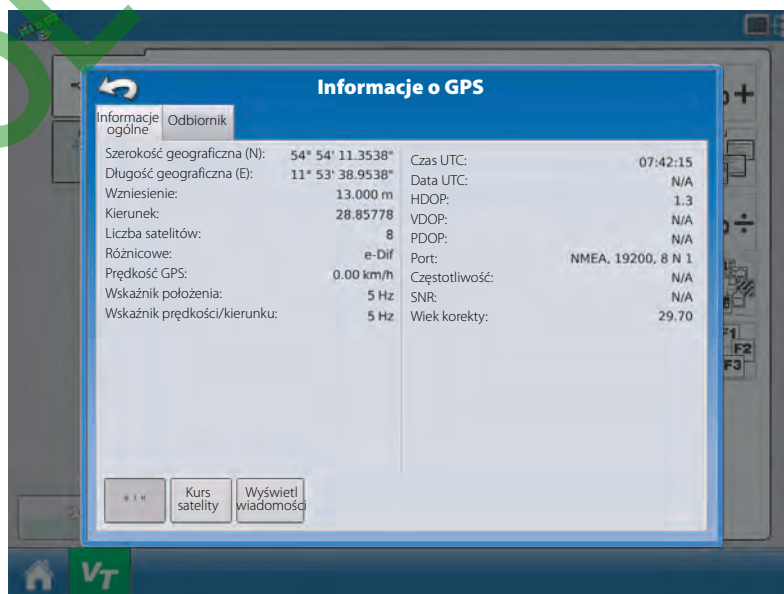 Informacje o GPS
Informacje ogólne
Odbiornik
Szerokość geograficzna (N): 54° 54' 11.3538"
Długość geograficzna (E): 11° 53' 38.9538"
Wzniesienie: 13.000 m
Kierunek: 28.85778
Liczba satelitów: 8
Różnicowe: e-Dif
Prędkość GPS: 0.00 km/h
Wskaźnik położenia: 5 Hz
Wskaźnik prędkości/kierunku: 5 Hz
Czas UTC: 07:42:15
Data UTC: N/A
HDOP: 1.3
VDOP: N/A
PDOP: N/A
Port: NMEA, 19200, 8 N 1
Częstotliwość: N/A
SNR: N/A
Wiek korekty: 29.70
Kurs
satelity
Wyświetl
wiadomości
F1
F2
F3
VT